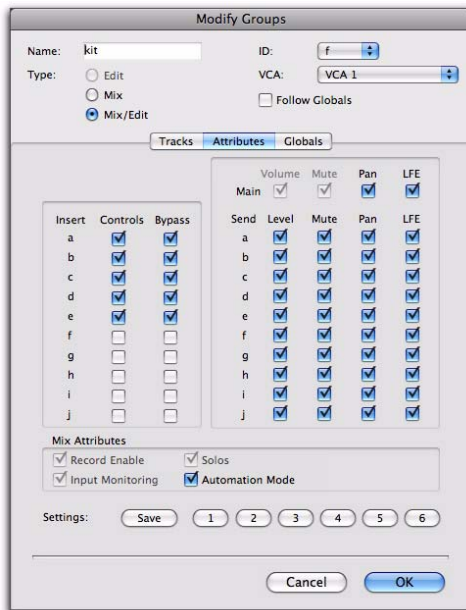 Modify Groups
Name: kit ID: f
Type: Edit VCA: VCA 1
Mix Follow Globals
Mix/Edit
Tracks Attributes Globals
Volume Mute Pan LFE
Main
Insert Controls Bypass Send Level Mute Pan LFE
a a
b b
c c
d d
e e
f f
g g
h h
i i
j j
Mix Attributes
Record Enable Solos
Input Monitoring Automation Mode
Settings: Save 1 2 3 4 5 6
Cancel OK